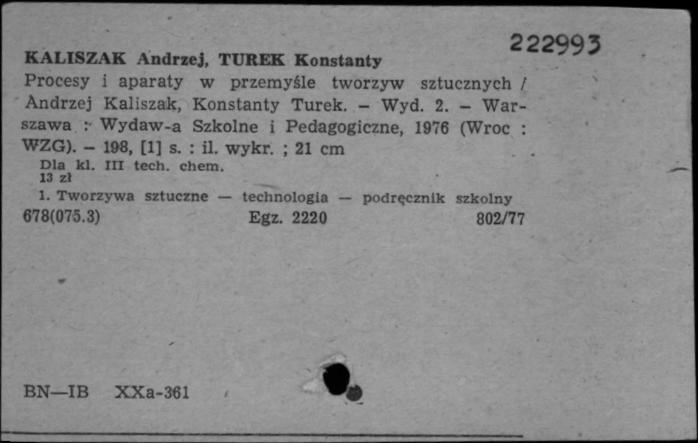 222993
KALISZAK Andrzej, TUREK Konstanty
Procesy i aparaty w przemyśle tworzyw sztucznych /
Andrzej Kaliszak, Konstanty Turek. — Wyd. 2. — War-
szawa : Wydaw-a Szkolne i Pedagogiczne, 1976 (Wroc :
WZG). — 198, [1] s. : il. wykr. ; 21 cm
Dla kl. III tech. chem.
13 zł
1. Tworzywa sztuczne — technologia — podręcznik szkolny
678(075.3) Egz. 2220 802/77
BN—IB XXa-361